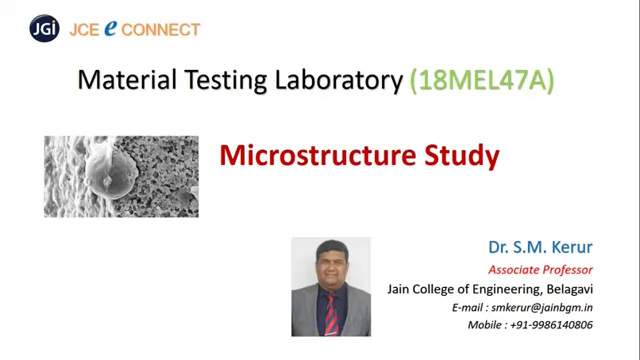 JGi JCE e CONNECT
Material Testing Laboratory (18MEL47A)
Microstructure Study
Dr. S.M. Kerur
Associate Professor
Jain College of Engineering, Belagavi
E-mail : smkerur@jainbgm.in
Mobile : +91-9986140806